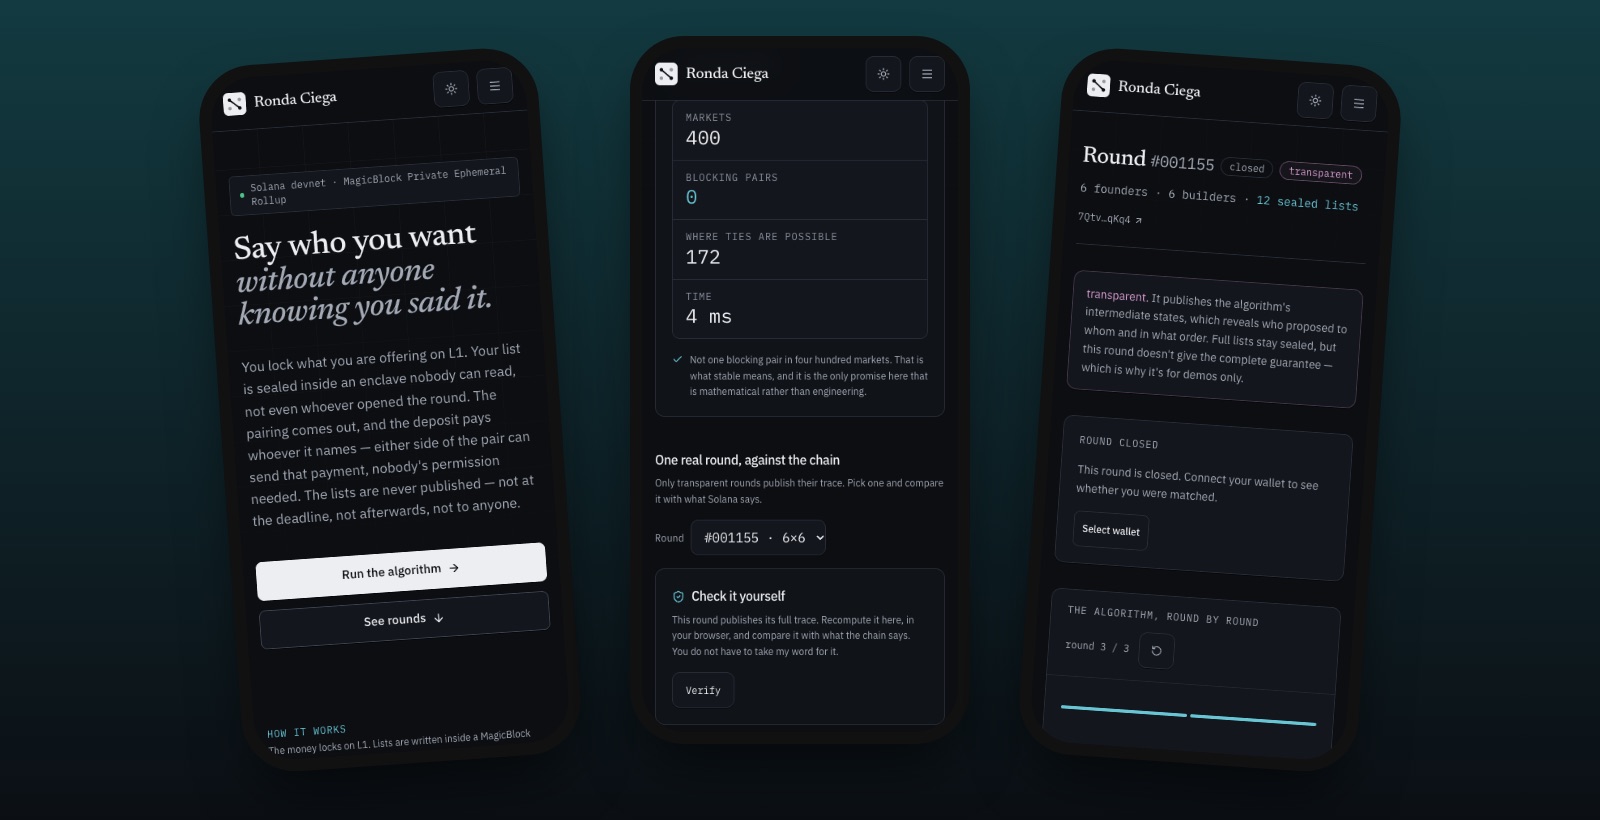 Ronda Ciega
Solana devnet · MagicBlock Private Ephemeral
Rollup
Say who you want
without anyone
knowing you said it.
You lock what you are offering on L1. Your list
is sealed inside an enclave nobody can read,
not even whoever opened the round. The
pairing comes out, and the deposit pays
whoever it names — either side of the pair can
send that payment, nobody's permission
needed. The lists are never published — not at
the deadline, not afterwards, not to anyone.
Run the algorithm →
See rounds ↓
HOW IT WORKS
The money locks on L1. Lists are written inside a MagicBlock
Ronda Ciega
MARKETS
400
BLOCKING PAIRS
0
WHERE TIES ARE POSSIBLE
172
TIME
4 ms
Not one blocking pair in four hundred markets. That is
what stable means, and it is the only promise here that
is mathematical rather than engineering.
One real round, against the chain
Only transparent rounds publish their trace. Pick one and compare
it with what Solana says.
Round #001155 · 6×6
Check it yourself
This round publishes its full trace. Recompute it here, in
your browser, and compare it with what the chain says.
You do not have to take my word for it.
Verify
Ronda Ciega
Round #001155 closed transparent
6 founders · 6 builders · 12 sealed lists
7Qtv…qKq4 ↗
transparent. It publishes the algorithm's
intermediate states, which reveals who proposed to
whom and in what order. Full lists stay sealed, but
this round doesn't give the complete guarantee —
which is why it's for demos only.
ROUND CLOSED
This round is closed. Connect your wallet to see
whether you were matched.
Select wallet
THE ALGORITHM, ROUND BY ROUND
round 3 / 3